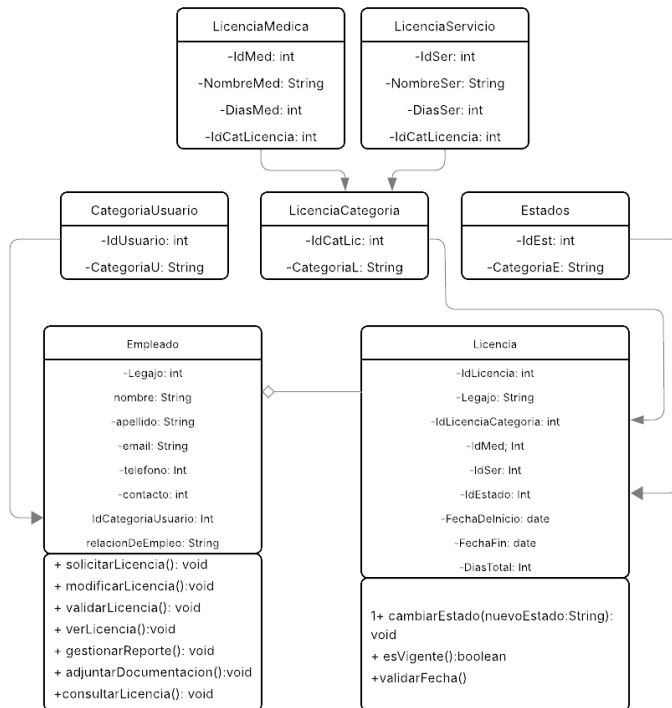 LicenciaMedica
-IdMed: int
-NombreMed: String
-DiasMed: int
-IdCatLicencia: int
LicenciaServicio
-IdSer: int
-NombreSer: String
-DiasSer: int
-IdCatLicencia: int
CategoriaUsuario
-IdUsuario: int
-CategoriaU: String
LicenciaCategoria
-IdCatLic: int
-CategoriaL: String
Estados
-IdEst: int
-CategoriaE: String
Empleado
-Legajo: int
nombre: String
-apellido: String
-email: String
-telefono: Int
-contacto: int
IdCategoriaUsuario: Int
relacionDeEmpleo: String
+ solicitarLicencia(): void
+ modificarLicencia():void
+ validarLicencia(): void
+ verLicencia():void
+ gestionarReporte(): void
+ adjuntarDocumentacion():void
+consultarLicencia(): void
Licencia
-IdLicencia: int
-Legajo: String
-IdLicenciaCategoria: int
-IdMed; Int
-IdSer: Int
-IdEstado: Int
-FechaDeInicio: date
-FechaFin: date
-DiasTotal: Int
1+ cambiarEstado(nuevoEstado:String):
void
+ esVigente():boolean
+validarFecha()